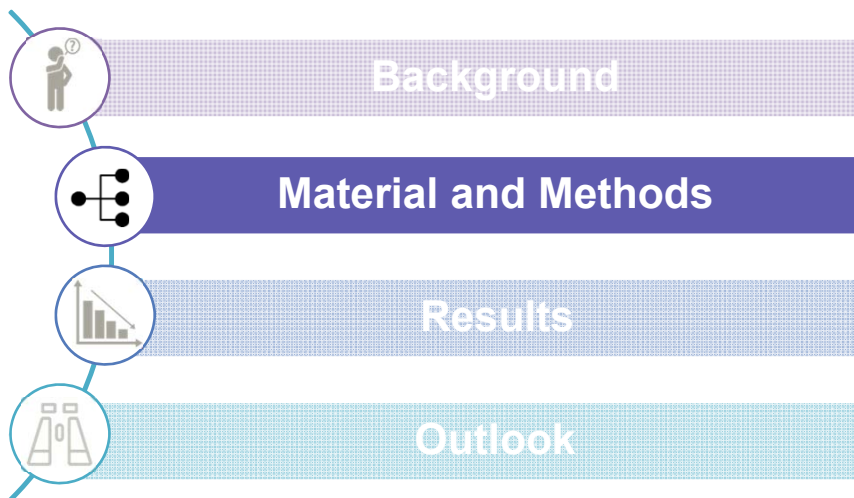 ?
Background
Material and Methods
Results
Outlook